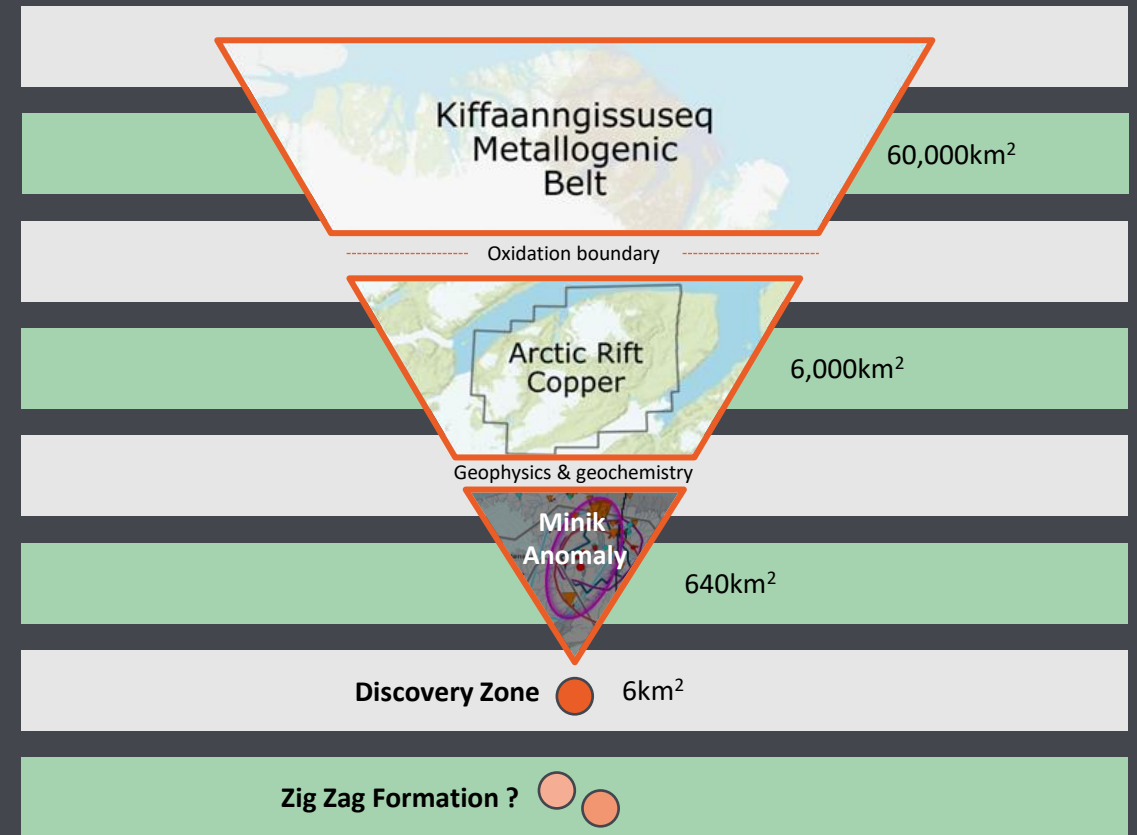 Kiffaanngissuseq
Metallogenic
Belt
60,000km²
Oxidation boundary
Arctic Rift
Copper
6,000km²
Geophysics & geochemistry
Minik
Anomaly
640km²
Discovery Zone 6km²
Zig Zag Formation ?